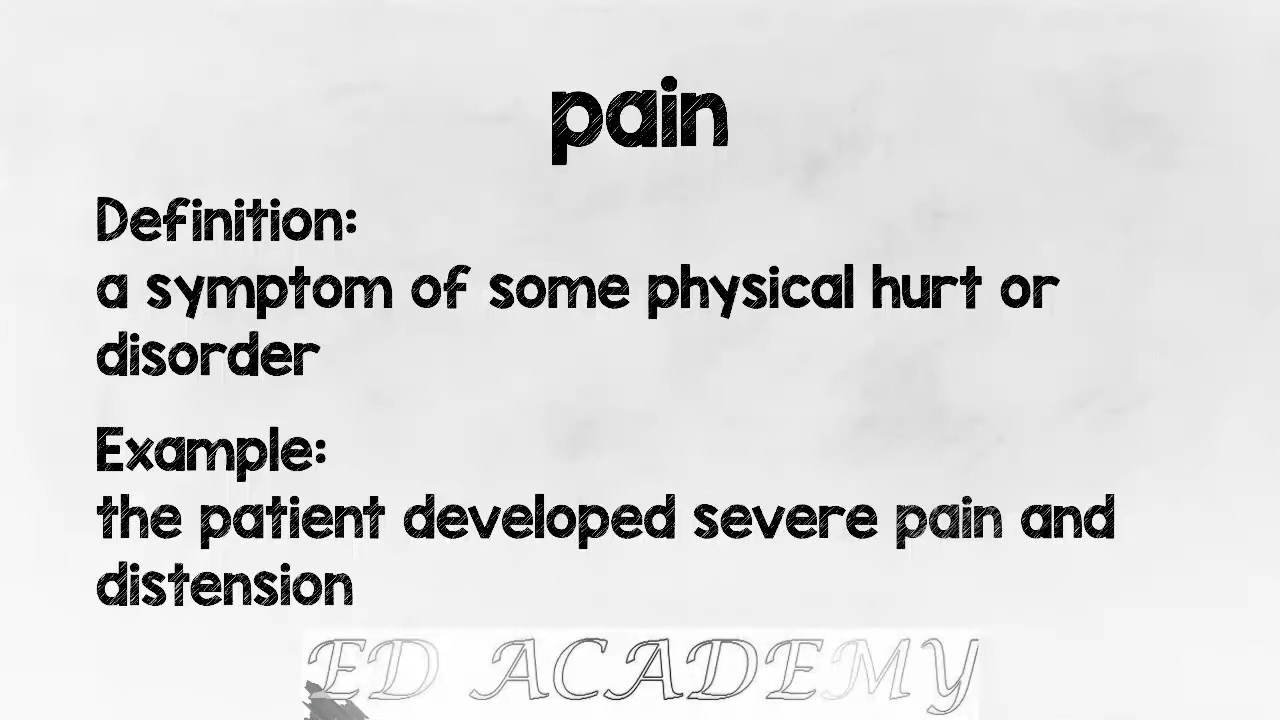 pain
Definition:
a symptom of some physical hurt or
disorder
Example:
the patient developed severe pain and
distension
ED ACADEMY